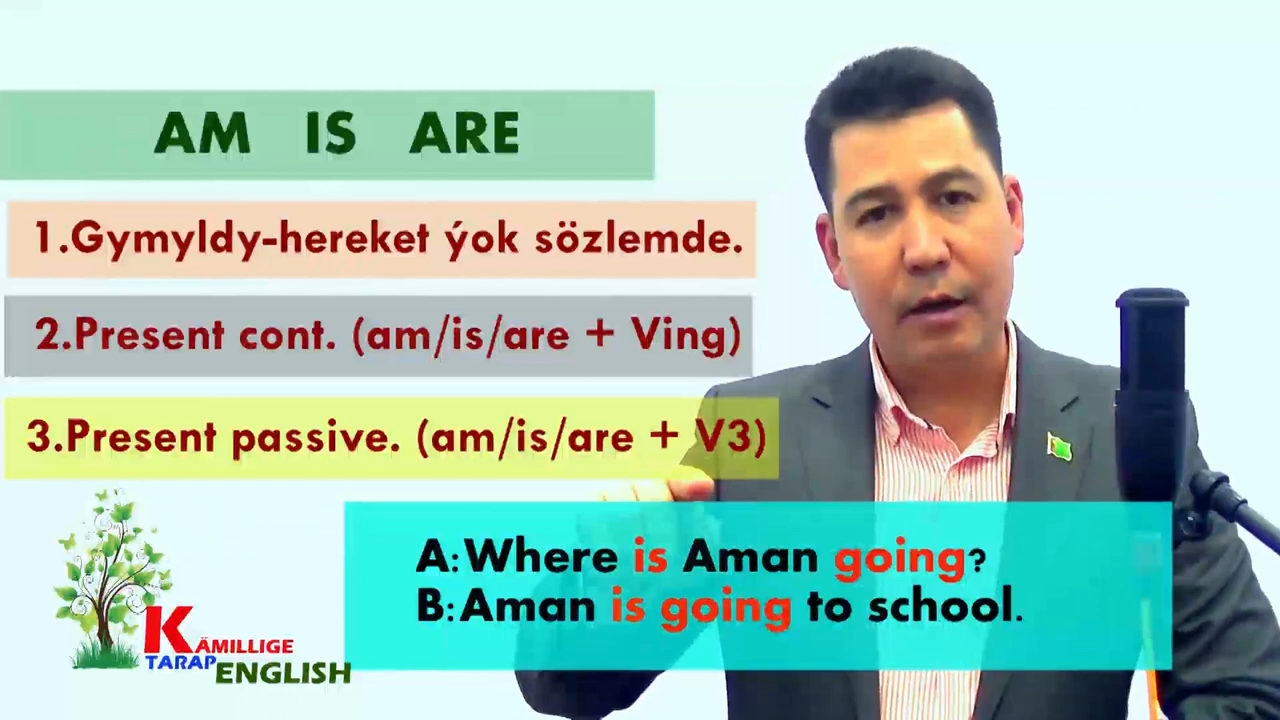 AM IS ARE
1.Gymyldy-hereket ýok sözlemde.
2.Present cont. (am/is/are + Ving)
3.Present passive. (am/is/are + V3)
A:Where is Aman going?
B:Aman is going to school.
KÄMILLIGE
TARAP ENGLISH